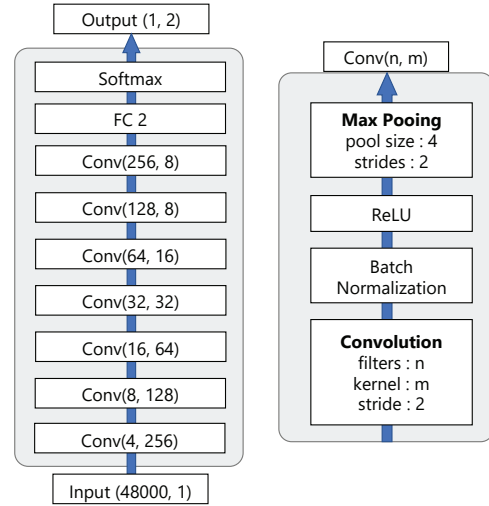 Output (1, 2)
Softmax
FC 2
Conv(256, 8)
Conv(128, 8)
Conv(64, 16)
Conv(32, 32)
Conv(16, 64)
Conv(8, 128)
Conv(4, 256)
Input (48000, 1)
Conv(n, m)
Max Pooing
pool size : 4
strides : 2
ReLU
Batch
Normalization
Convolution
filters : n
kernel : m
stride : 2